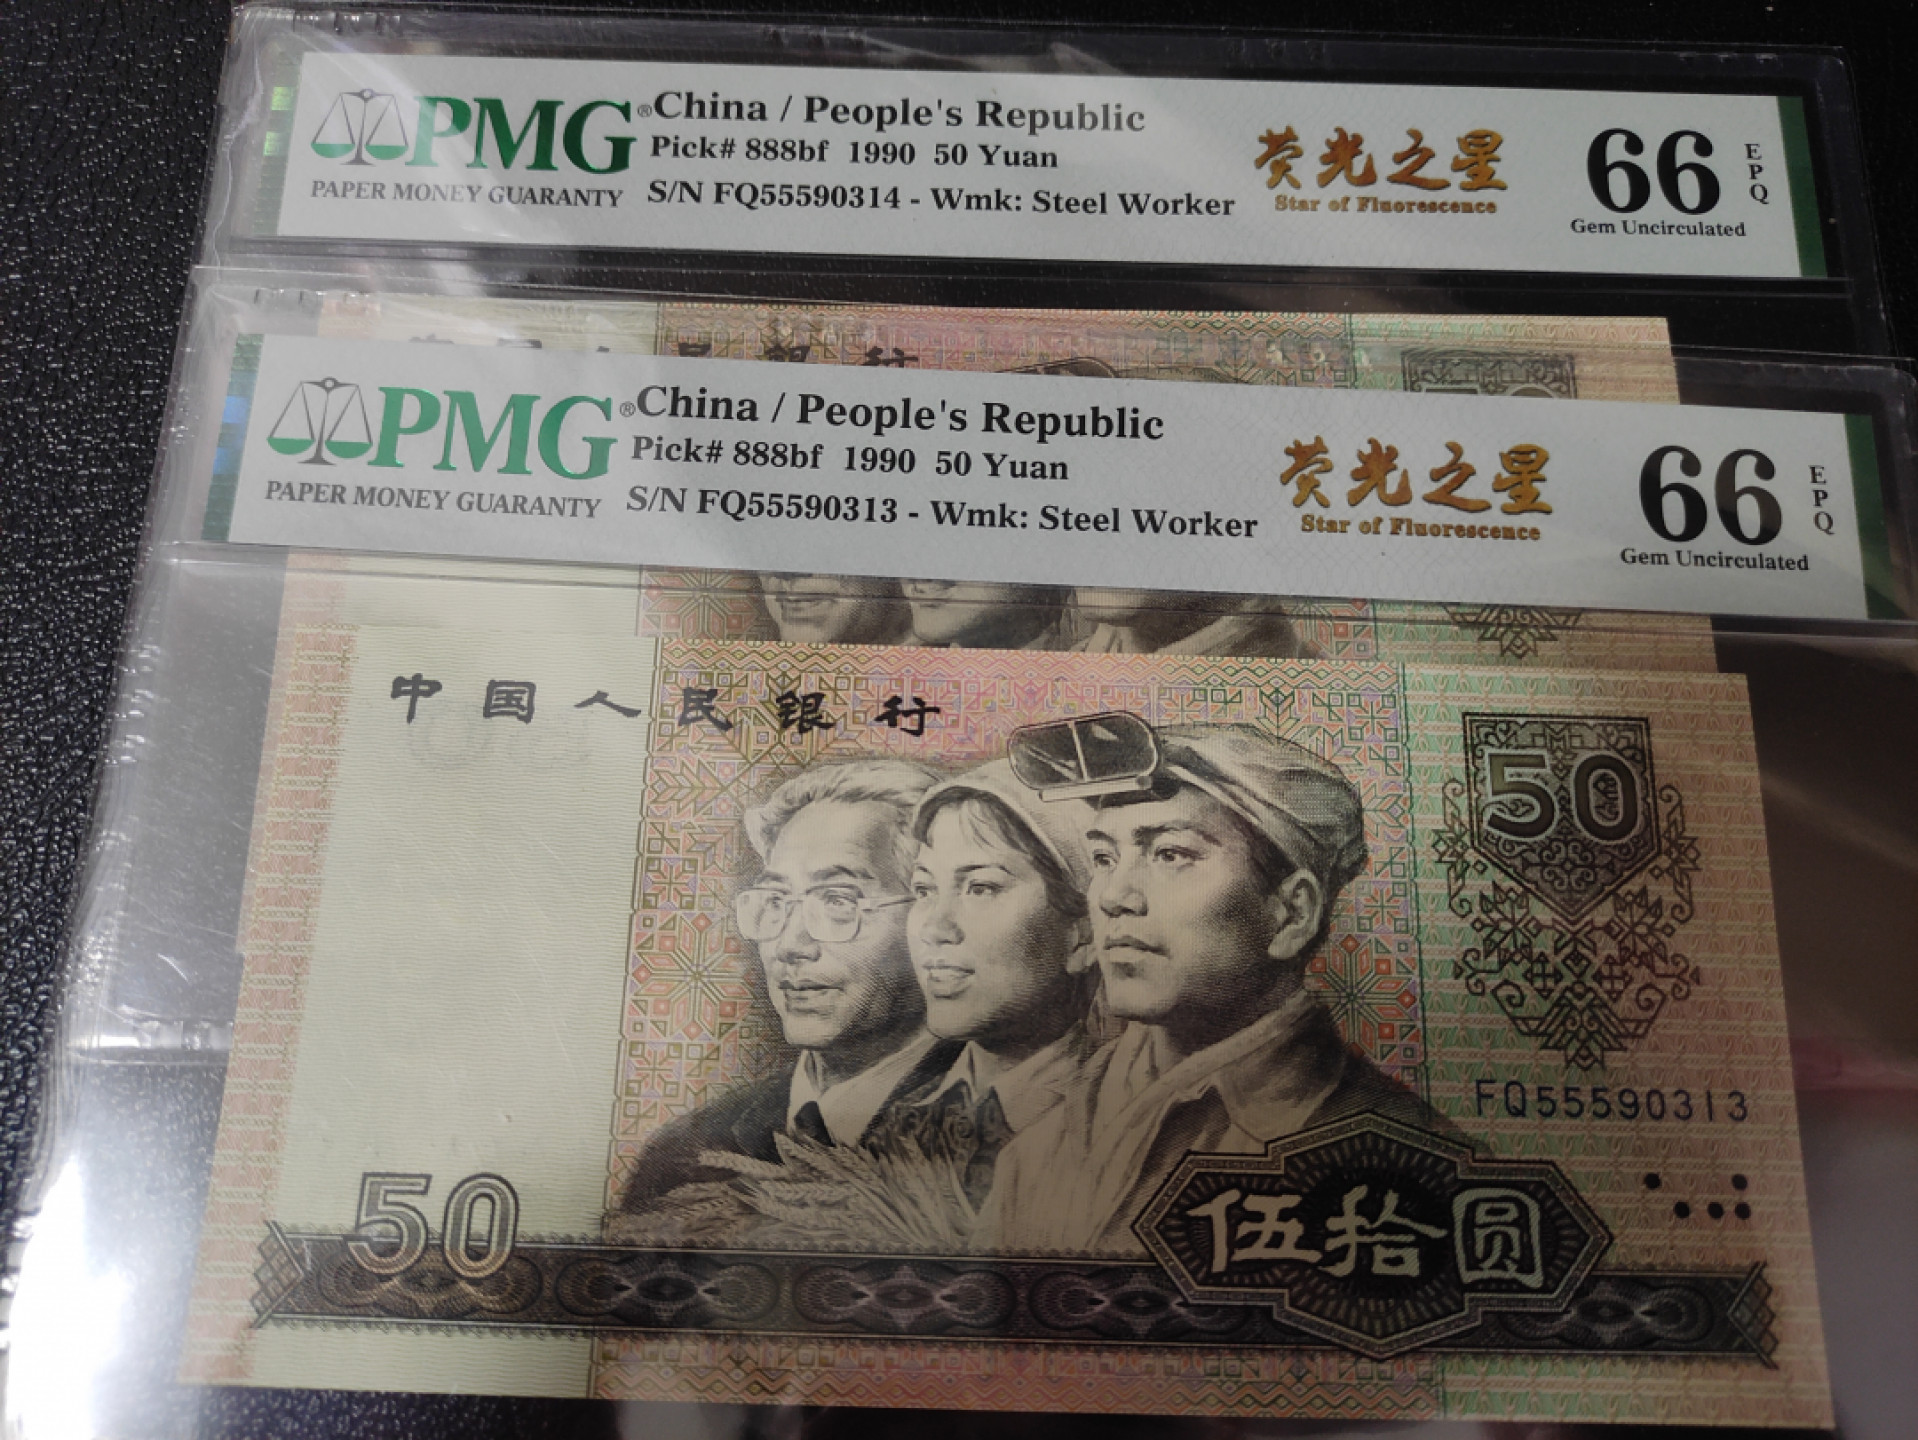 PMG®
PAPER MONEY GUARANTY
China / People's Republic
Pick# 888bf 1990 50 Yuan
S/N FQ55590314 - Wmk: Steel Worker
荧光之星
Star of Fluorescence
66
EPQ
Gem Uncirculated
PMG®
PAPER MONEY GUARANTY
China / People's Republic
Pick# 888bf 1990 50 Yuan
S/N FQ55590313 - Wmk: Steel Worker
荧光之星
Star of Fluorescence
66
EPQ
Gem Uncirculated
中国人民银行
50
FQ55590313
50
伍拾圆